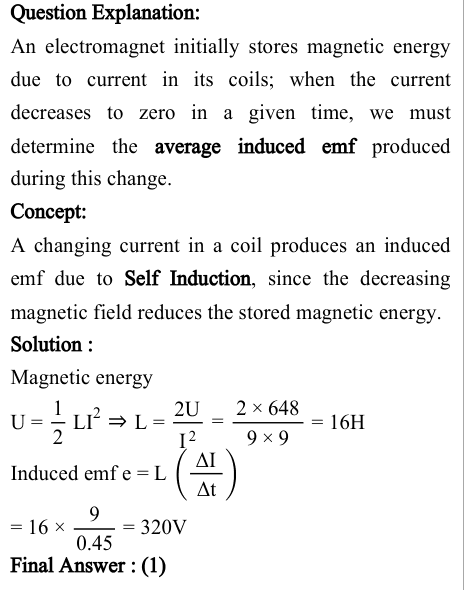 Question Explanation:
An electromagnet initially stores magnetic energy
due to current in its coils; when the current
decreases to zero in a given time, we must
determine the average induced emf produced
during this change.
Concept:
A changing current in a coil produces an induced
emf due to Self Induction, since the decreasing
magnetic field reduces the stored magnetic energy.
Solution :
Magnetic energy
U = 1/2 LI² ⇒ L = 2U/I² = 2 × 648/9 × 9 = 16H
Induced emf e = L (ΔI/Δt)
= 16 × 9/0.45 = 320V
Final Answer : (1)